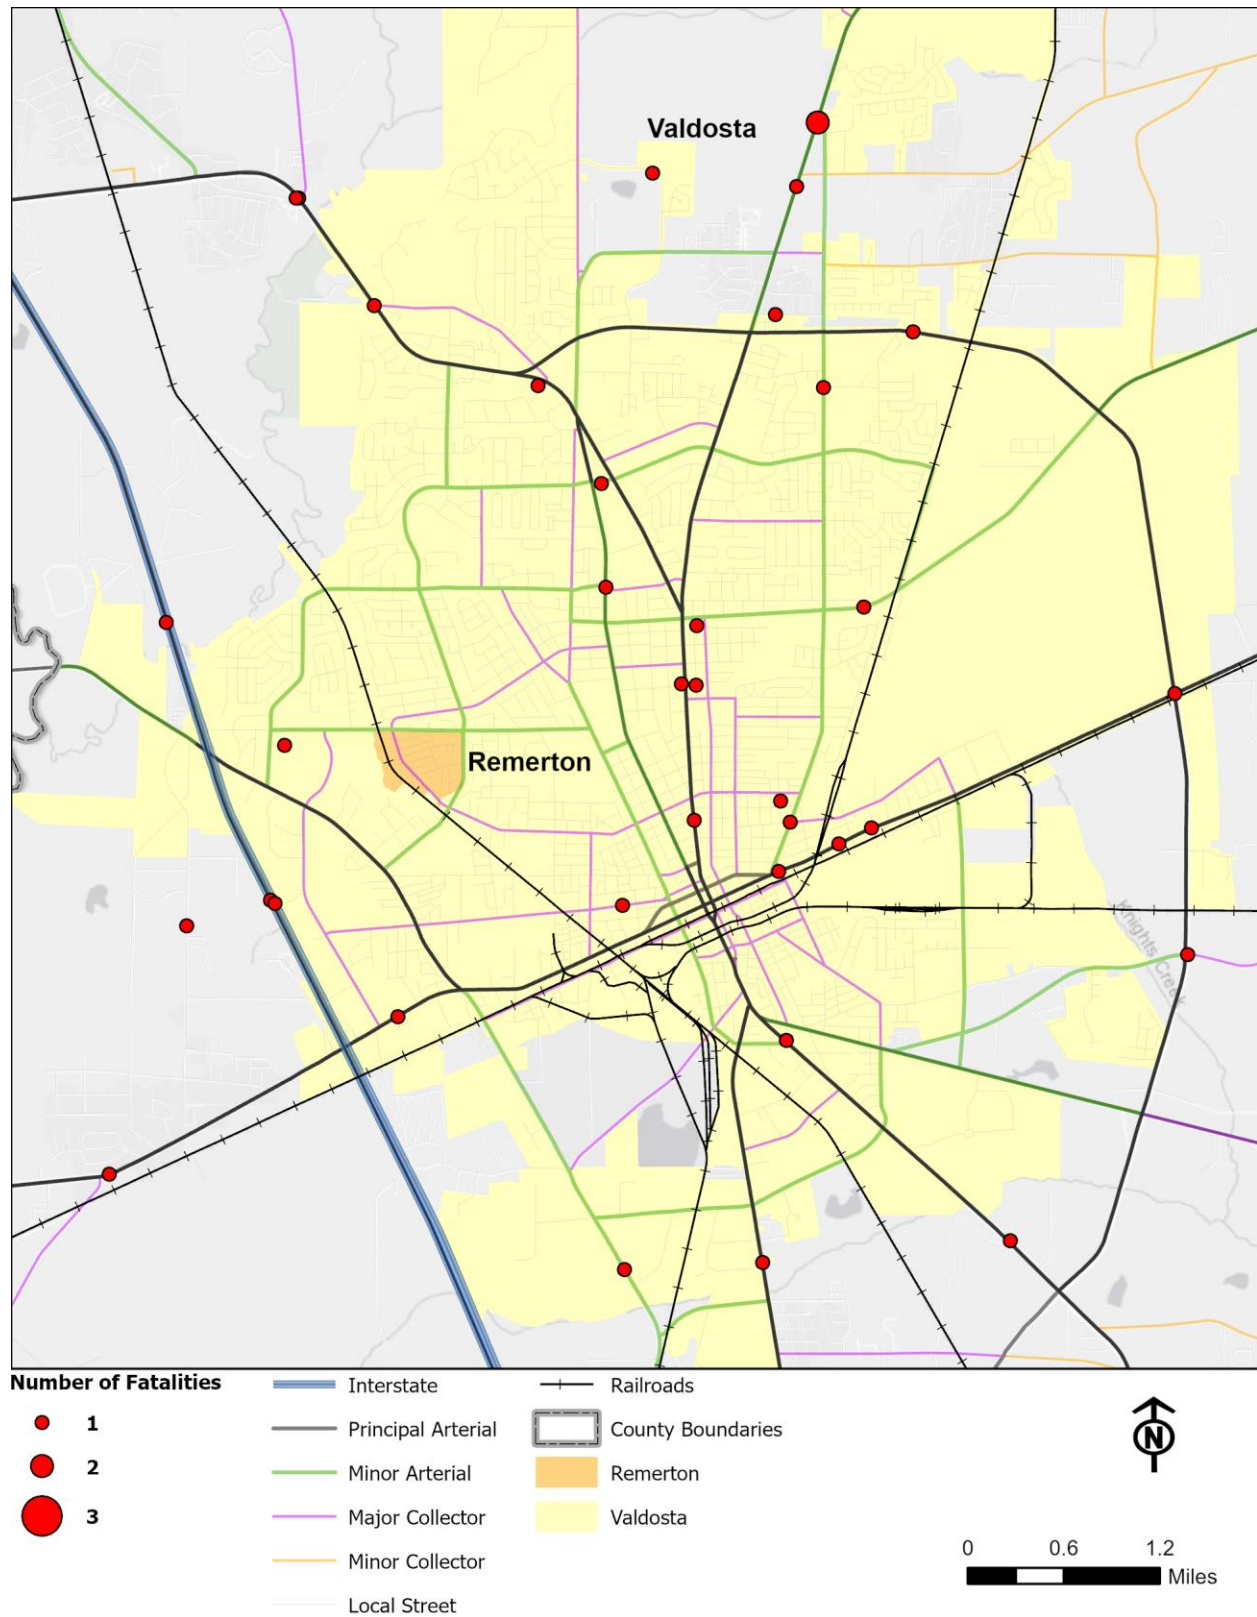 Valdosta
Remerton
Knights Creek
Number of Fatalities
1
2
3
Interstate
Principal Arterial
Minor Arterial
Major Collector
Minor Collector
Local Street
Railroads
County Boundaries
Remerton
Valdosta
N
0 0.6 1.2
Miles